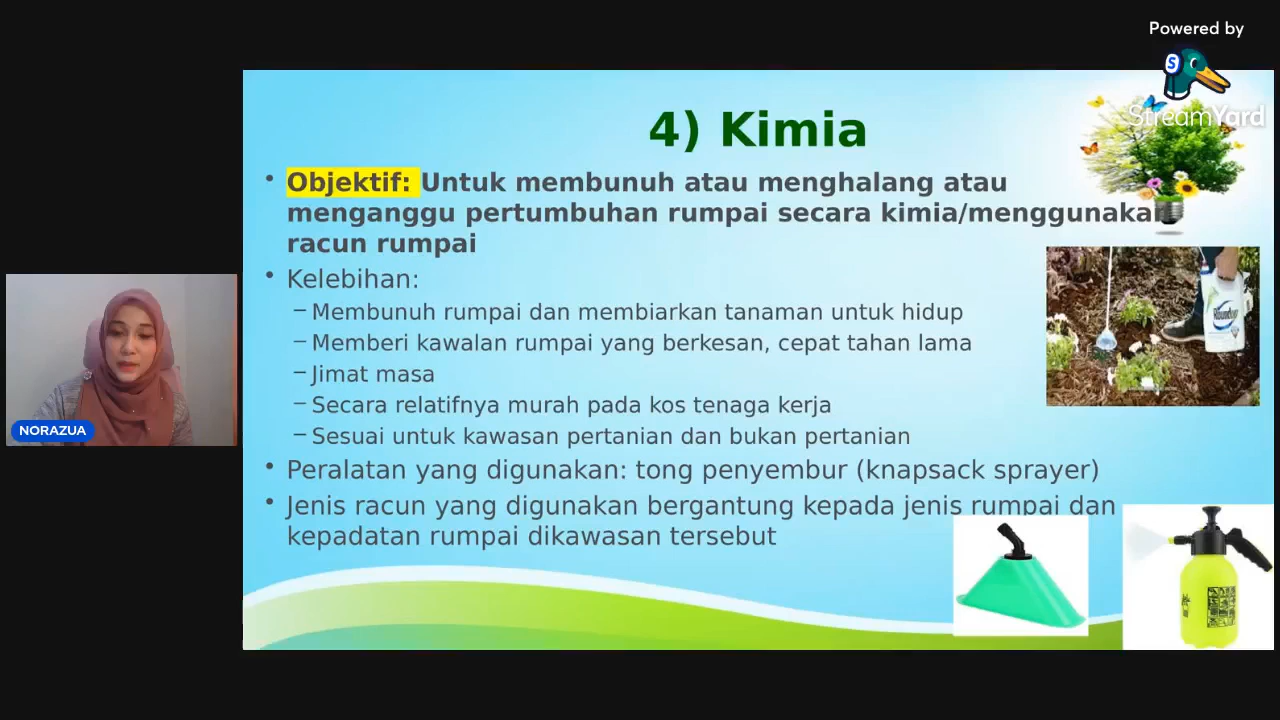 Powered by
StreamYard
4) Kimia
• Objektif: Untuk membunuh atau menghalang atau
menganggu pertumbuhan rumpai secara kimia/menggunakan
racun rumpai
• Kelebihan:
– Membunuh rumpai dan membiarkan tanaman untuk hidup
– Memberi kawalan rumpai yang berkesan, cepat tahan lama
– Jimat masa
– Secara relatifnya murah pada kos tenaga kerja
– Sesuai untuk kawasan pertanian dan bukan pertanian
• Peralatan yang digunakan: tong penyembur (knapsack sprayer)
• Jenis racun yang digunakan bergantung kepada jenis rumpai dan
kepadatan rumpai dikawasan tersebut
NORAZUA
Roundup